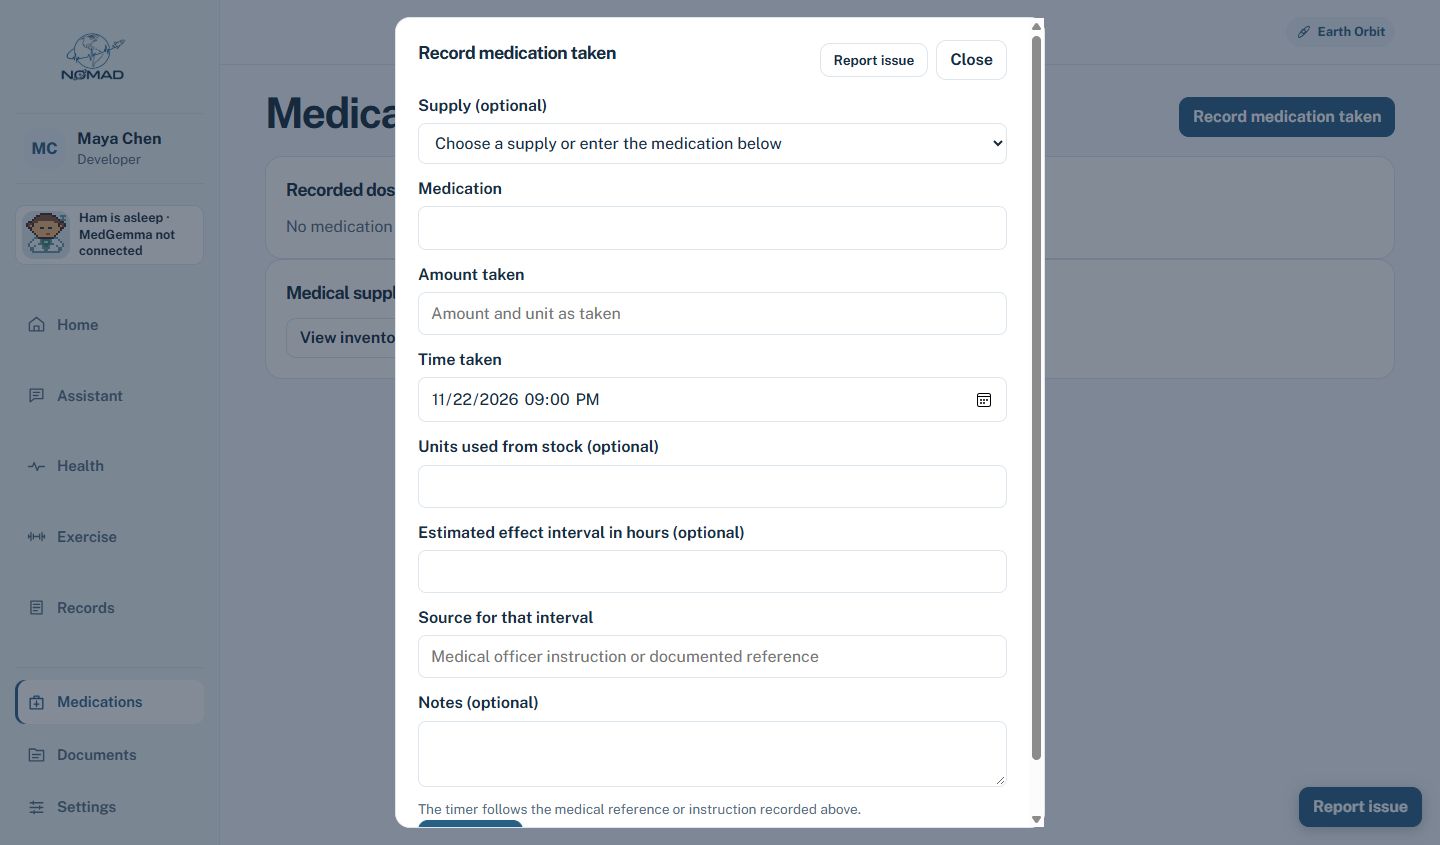 NOMAD
MC
Maya Chen
Developer
Ham is asleep ·
MedGemma not
connected
Home
Assistant
Health
Exercise
Records
Medications
Documents
Settings
Earth Orbit
Medica
Record medication taken
Recorded dos
No medication
Medical suppl
View invento
Record medication taken
Report issue
Close
Supply (optional)
Choose a supply or enter the medication below
Medication
Amount taken
Amount and unit as taken
Time taken
11/22/2026 09:00 PM
Units used from stock (optional)
Estimated effect interval in hours (optional)
Source for that interval
Medical officer instruction or documented reference
Notes (optional)
The timer follows the medical reference or instruction recorded above.
Report issue